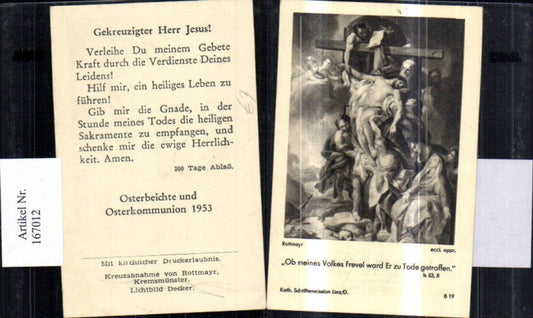 Artikel Nr.
167012
Gekreuzigter Herr Jesus!
Verleihe Du meinem Gebete
Kraft durch die Verdienste Deines
Leidens!
Hilf mir, ein heiliges Leben zu
führen!
Gib mir die Gnade, in der
Stunde meines Todes die heiligen
Sakramente zu empfangen, und
schenke mir die ewige Herrlich-
keit. Amen.
300 Tage Ablaß.
Osterbeichte und
Osterkommunion 1953
Mit kirchlicher Druckerlaubnis.
Kreuzabnahme von Rottmayr,
Kremsmünster.
Lichtbild Decker.
Rottmayr
eccl. appr.
„Ob meines Volkes Frevel ward Er zu Tode getroffen."
Is 53, 8
Kath. Schriftenmission Linz/D.
B 19